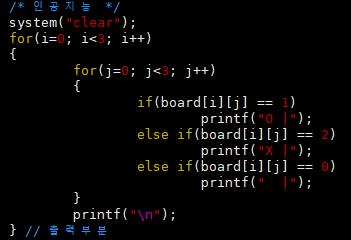 /* 인공지능 */
system("clear");
for(i=0; i<3; i++)
{
        for(j=0; j<3; j++)
        {
                if(board[i][j] == 1)
                        printf("O |");
                else if(board[i][j] == 2)
                        printf("X |");
                else if(board[i][j] == 0)
                        printf("  |");
        }
        printf("\n");
} // 출력부분